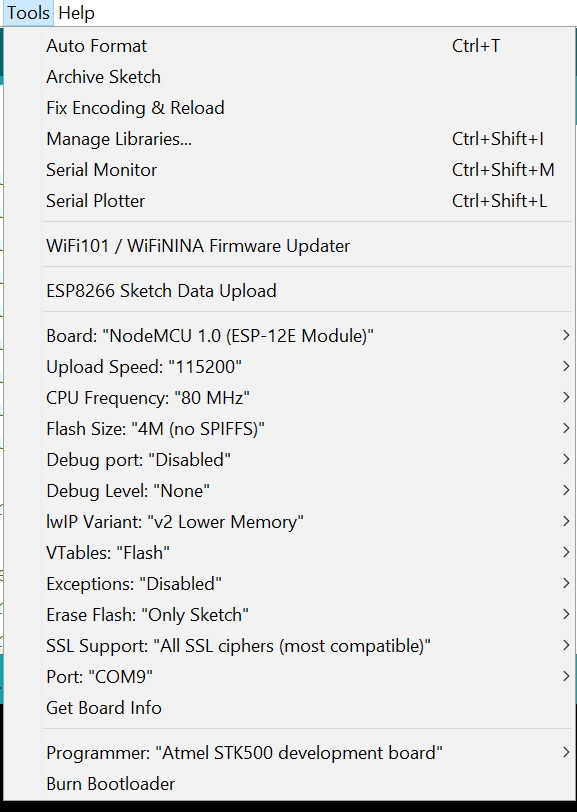 Tools Help
Auto Format Ctrl+T
Archive Sketch
Fix Encoding & Reload
Manage Libraries... Ctrl+Shift+I
Serial Monitor Ctrl+Shift+M
Serial Plotter Ctrl+Shift+L
WiFi101 / WiFiNINA Firmware Updater
ESP8266 Sketch Data Upload
Board: "NodeMCU 1.0 (ESP-12E Module)"
Upload Speed: "115200"
CPU Frequency: "80 MHz"
Flash Size: "4M (no SPIFFS)"
Debug port: "Disabled"
Debug Level: "None"
lwIP Variant: "v2 Lower Memory"
VTables: "Flash"
Exceptions: "Disabled"
Erase Flash: "Only Sketch"
SSL Support: "All SSL ciphers (most compatible)"
Port: "COM9"
Get Board Info
Programmer: "Atmel STK500 development board"
Burn Bootloader